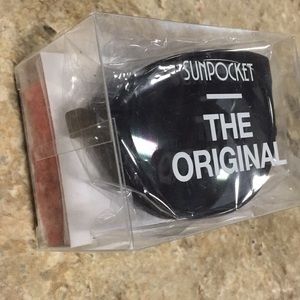 SUNPOCKET
THE
ORIGINAL